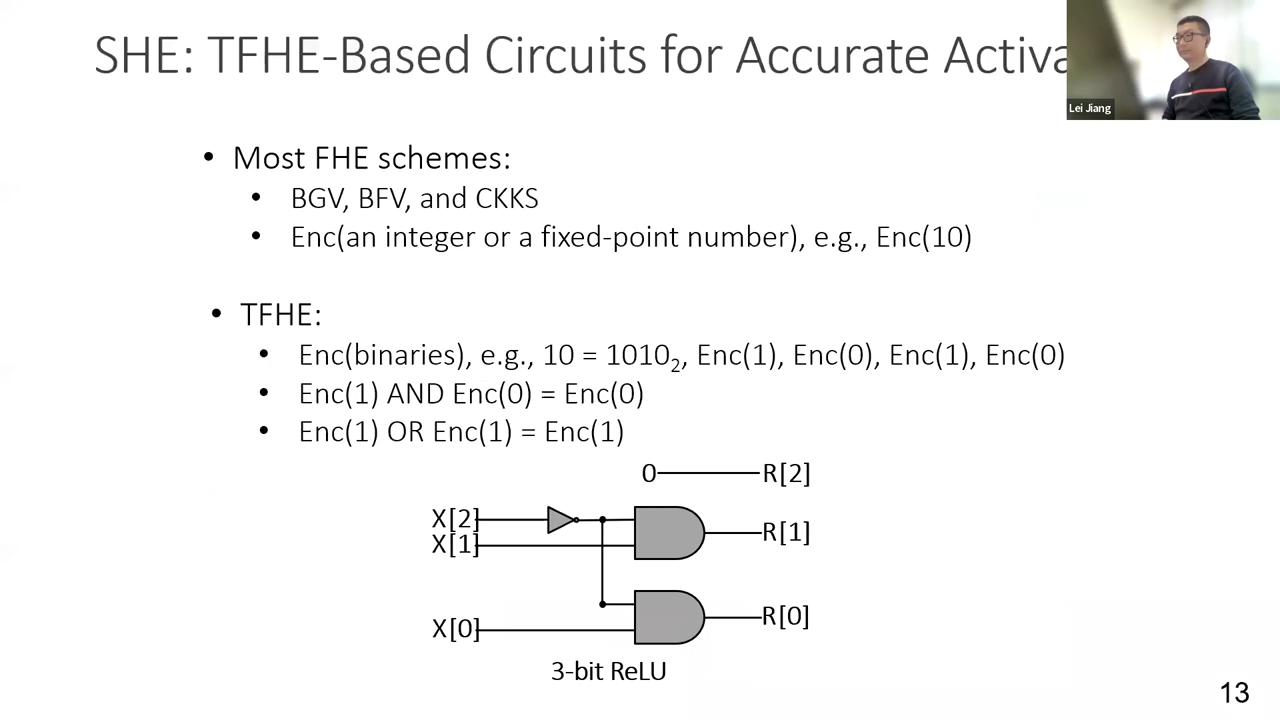 SHE: TFHE-Based Circuits for Accurate Activa
Lei Jiang
• Most FHE schemes:
• BGV, BFV, and CKKS
• Enc(an integer or a fixed-point number), e.g., Enc(10)
• TFHE:
• Enc(binaries), e.g., 10 = 1010₂, Enc(1), Enc(0), Enc(1), Enc(0)
• Enc(1) AND Enc(0) = Enc(0)
• Enc(1) OR Enc(1) = Enc(1)
0 R[2]
X[2]
X[1] R[1]
X[0] R[0]
3-bit ReLU
13